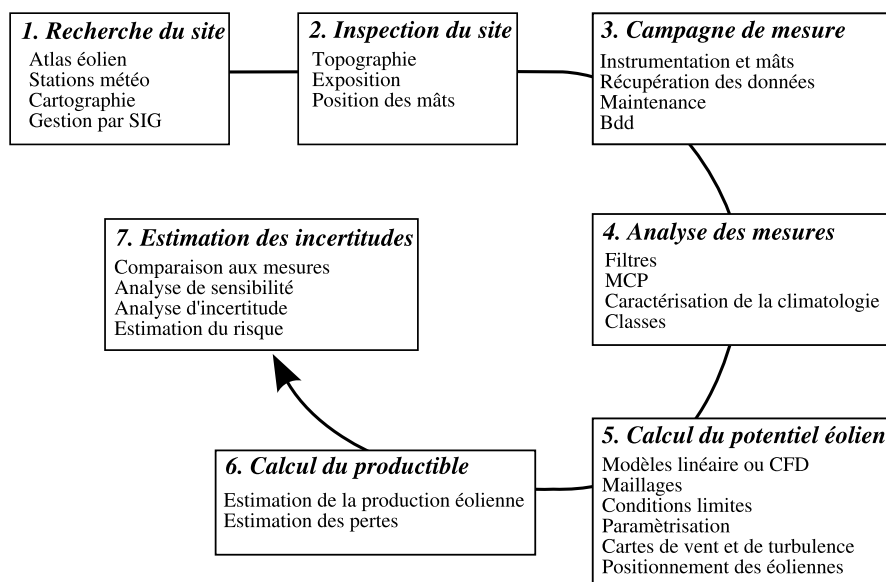 1. Recherche du site
Atlas éolien
Stations météo
Cartographie
Gestion par SIG
2. Inspection du site
Topographie
Exposition
Position des mâts
3. Campagne de mesure
Instrumentation et mâts
Récupération des données
Maintenance
Bdd
4. Analyse des mesures
Filtres
MCP
Caractérisation de la climatologie
Classes
5. Calcul du potentiel éolien
Modèles linéaire ou CFD
Maillages
Conditions limites
Paramètrisation
Cartes de vent et de turbulence
Positionnement des éoliennes
6. Calcul du productible
Estimation de la production éolienne
Estimation des pertes
7. Estimation des incertitudes
Comparaison aux mesures
Analyse de sensibilité
Analyse d'incertitude
Estimation du risque